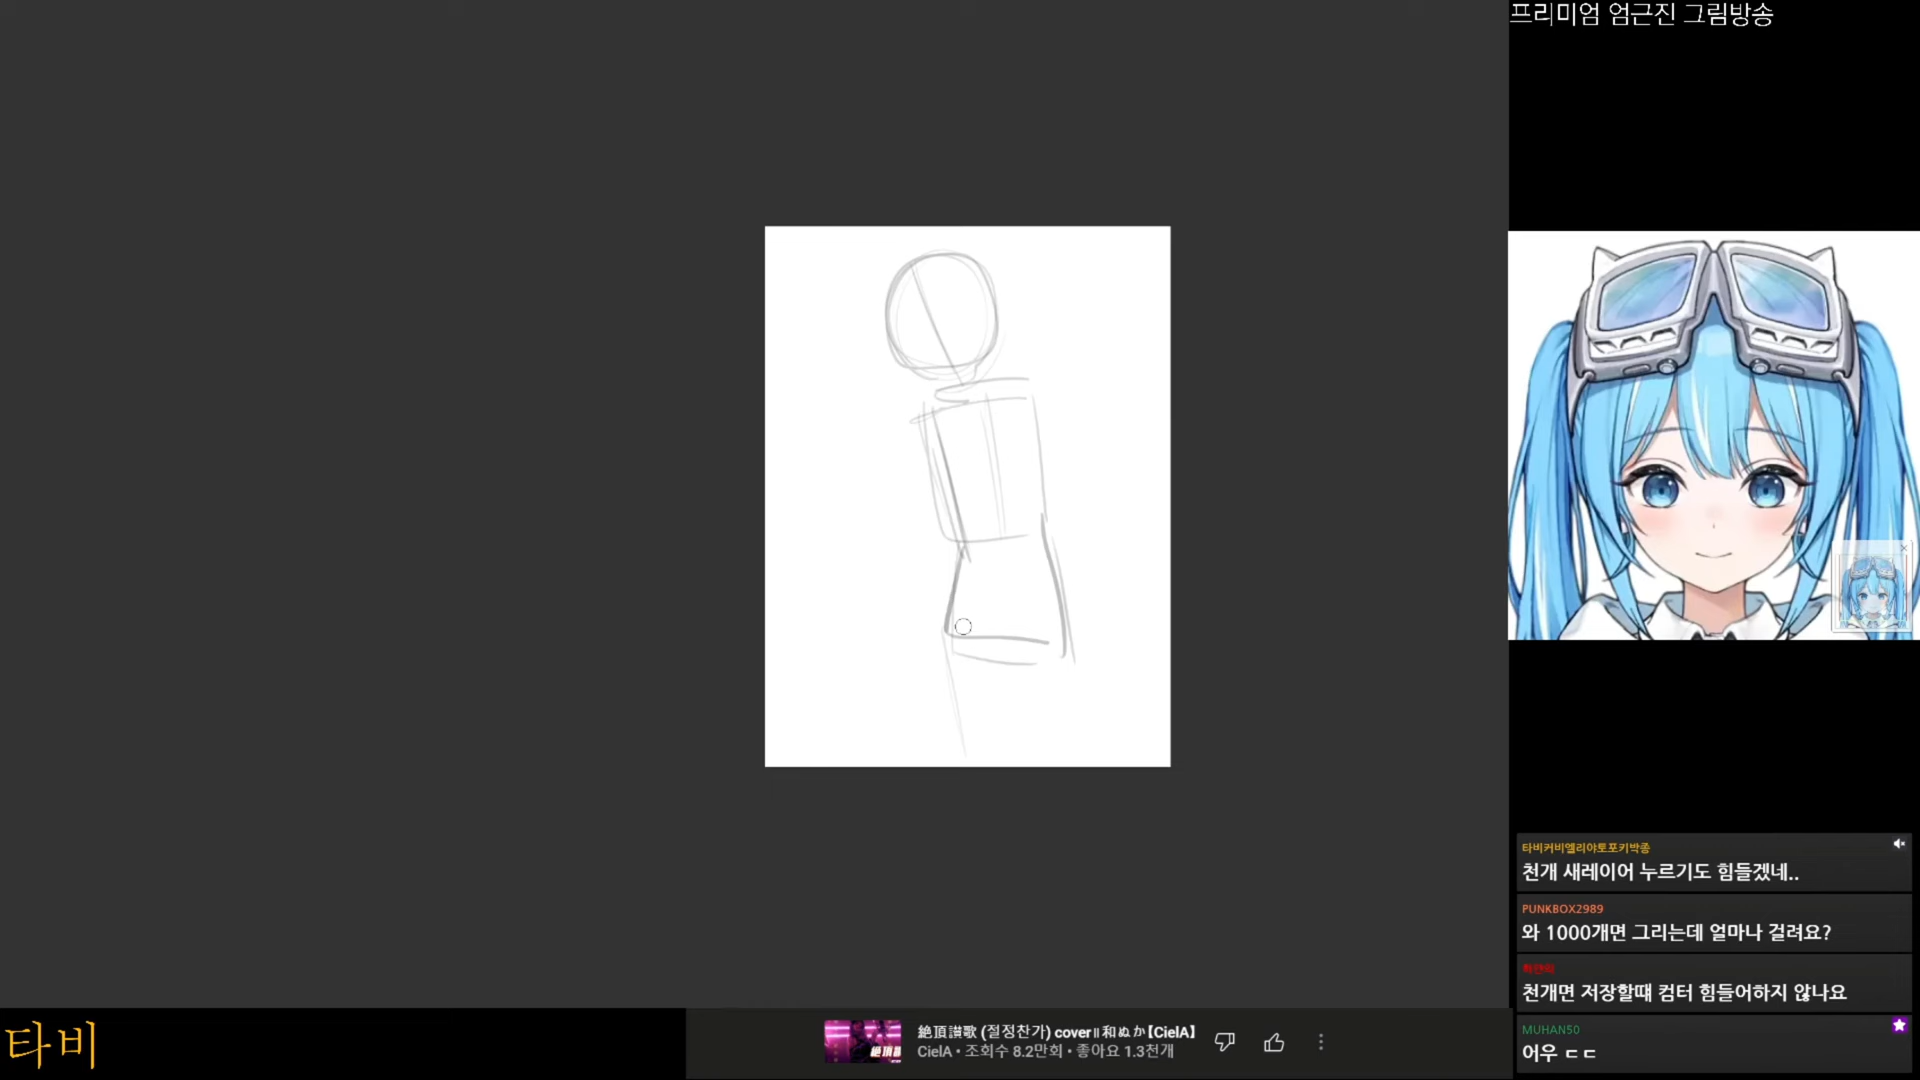 프리미엄 엄근진 그림방송
타비커비엘리야토포키박종
천개 새레이어 누르기도 힘들겠네..
PUNKBOX2989
와 1000개면 그리는데 얼마나 걸려요?
천개면 저장할때 컴터 힘들어하지 않나요
MUHAN50
어우 ㄷㄷ
타비
絶頂讃歌 (절정찬가) cover॥和ぬか【CielA】
CielA • 조회수 8.2만회 • 좋아요 1.3천개